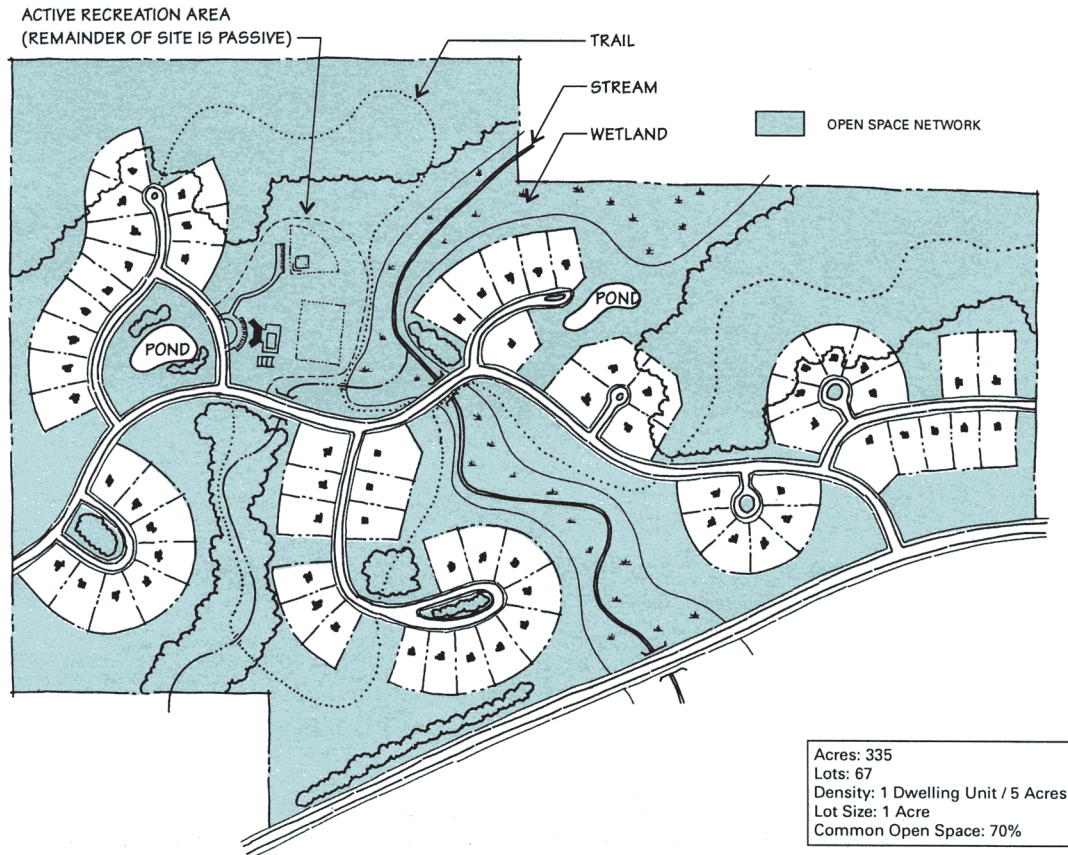 ACTIVE RECREATION AREA
(REMAINDER OF SITE IS PASSIVE)
TRAIL
STREAM
WETLAND
OPEN SPACE NETWORK
POND
POND
Acres: 335
Lots: 67
Density: 1 Dwelling Unit / 5 Acres
Lot Size: 1 Acre
Common Open Space: 70%